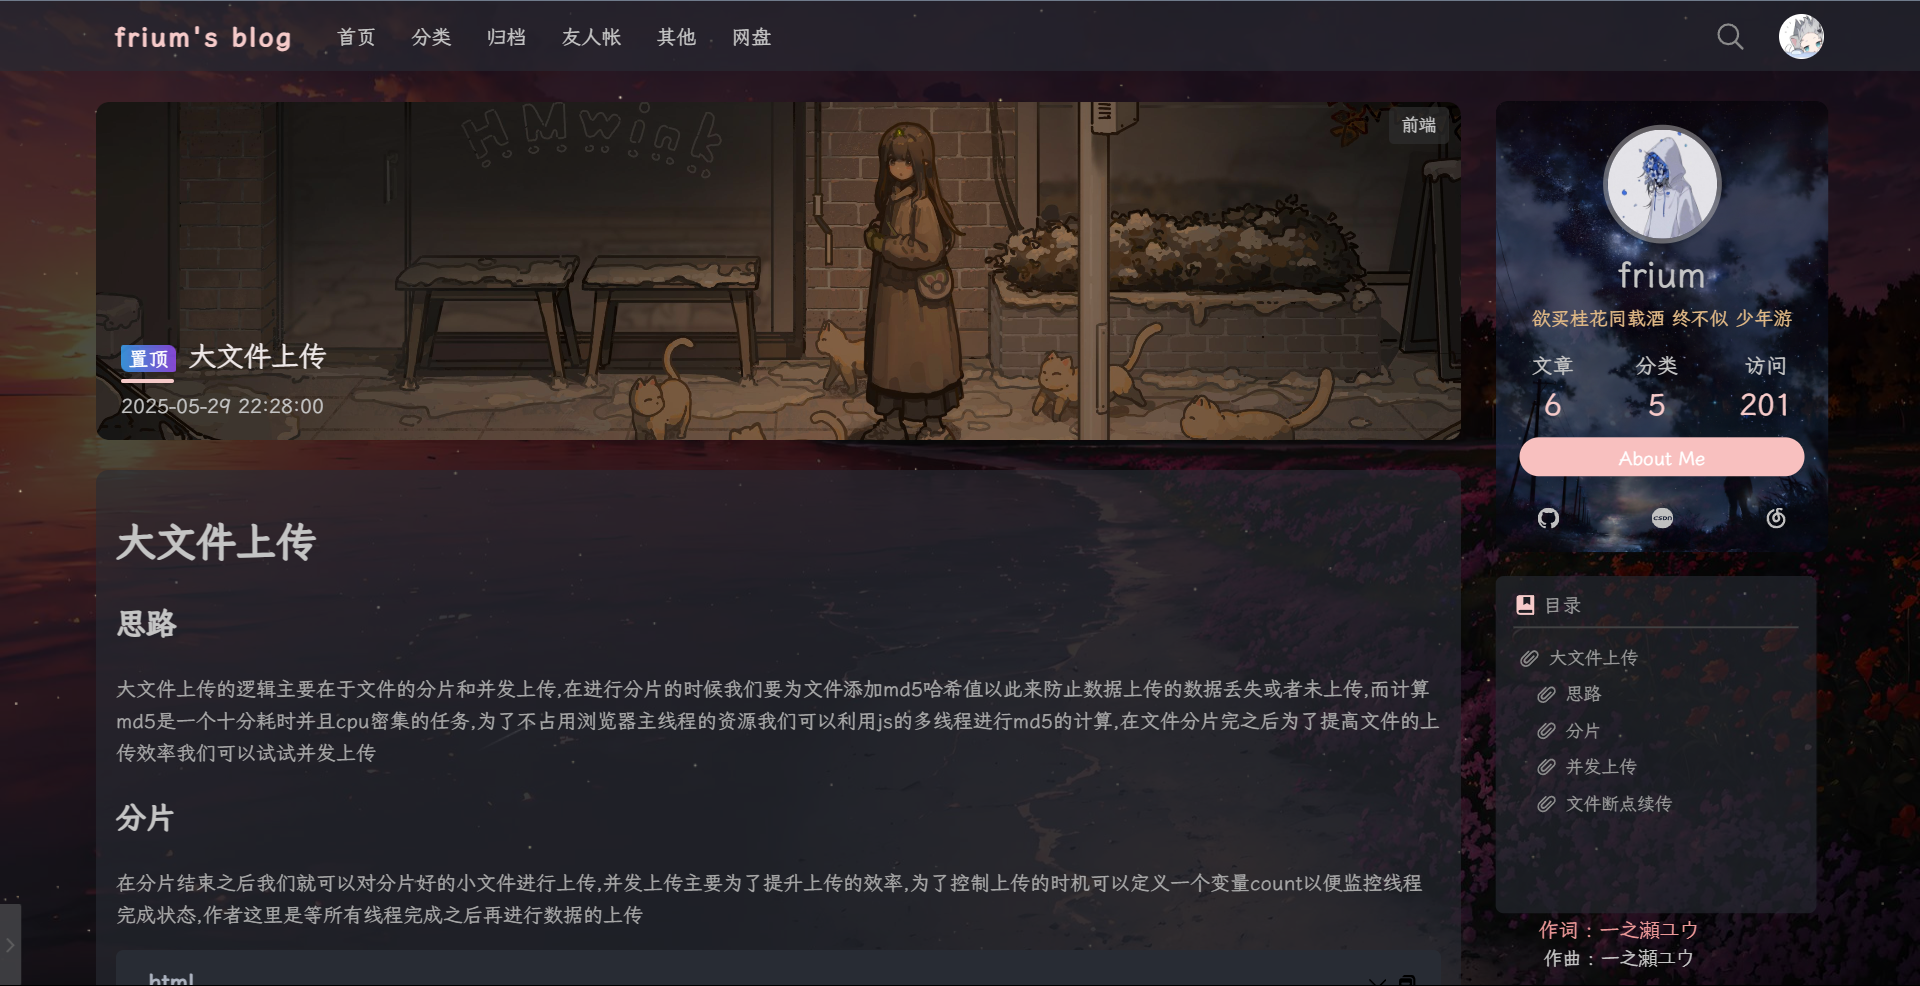 frium's blog
首页
分类
归档
友人帐
其他
网盘
HMwink
前端
置顶 大文件上传
2025-05-29 22:28:00
大文件上传
思路
大文件上传的逻辑主要在于文件的分片和并发上传,在进行分片的时候我们要为文件添加md5哈希值以此来防止数据上传的数据丢失或者未上传,而计算
md5是一个十分耗时并且cpu密集的任务,为了不占用浏览器主线程的资源我们可以利用js的多线程进行md5的计算,在文件分片完之后为了提高文件的上
传效率我们可以试试并发上传
分片
在分片结束之后我们就可以对分片好的小文件进行上传,并发上传主要为了提升上传的效率,为了控制上传的时机可以定义一个变量count以便监控线程
完成状态,作者这里是等所有线程完成之后再进行数据的上传
html
frium
欲买桂花同载酒 终不似 少年游
文章 分类 访问
6 5 201
About Me
CSDN
目录
大文件上传
思路
分片
并发上传
文件断点续传
作词：一之瀬ユウ
作曲：一之瀬ユウ